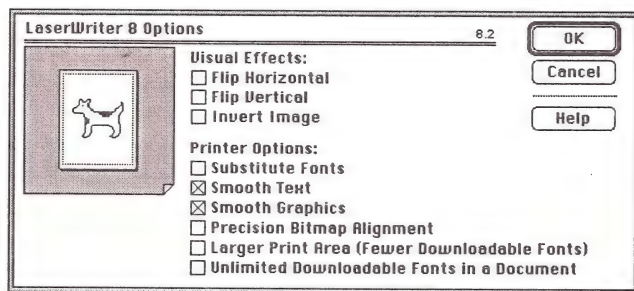 LaserWriter 8 Options
8.2
OK
Visual Effects:
Flip Horizontal
Cancel
Flip Vertical
Invert Image
Help
Printer Options:
Substitute Fonts
Smooth Text
Smooth Graphics
Precision Bitmap Alignment
Larger Print Area (Fewer Downloadable Fonts)
Unlimited Downloadable Fonts in a Document